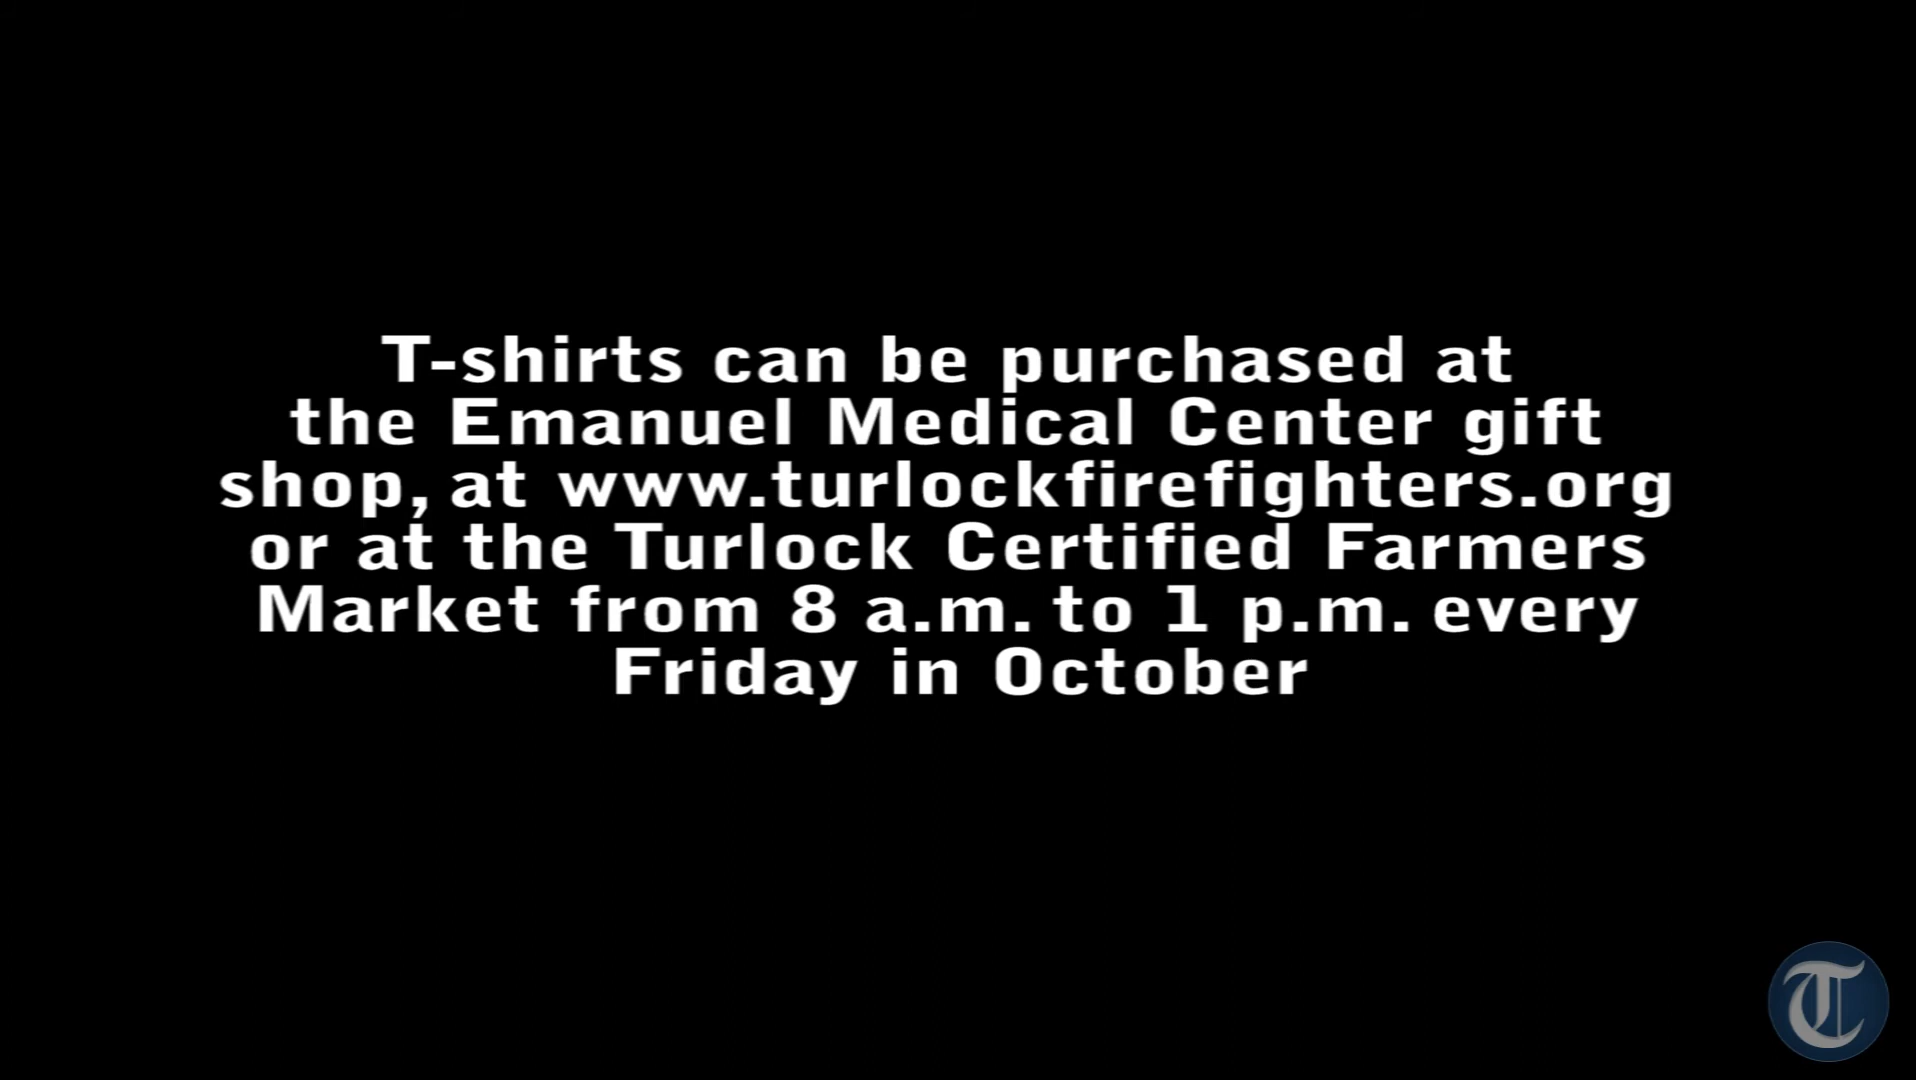 T-shirts can be purchased at
the Emanuel Medical Center gift
shop, at www.turlockfirefighters.org
or at the Turlock Certified Farmers
Market from 8 a.m. to 1 p.m. every
Friday in October
T